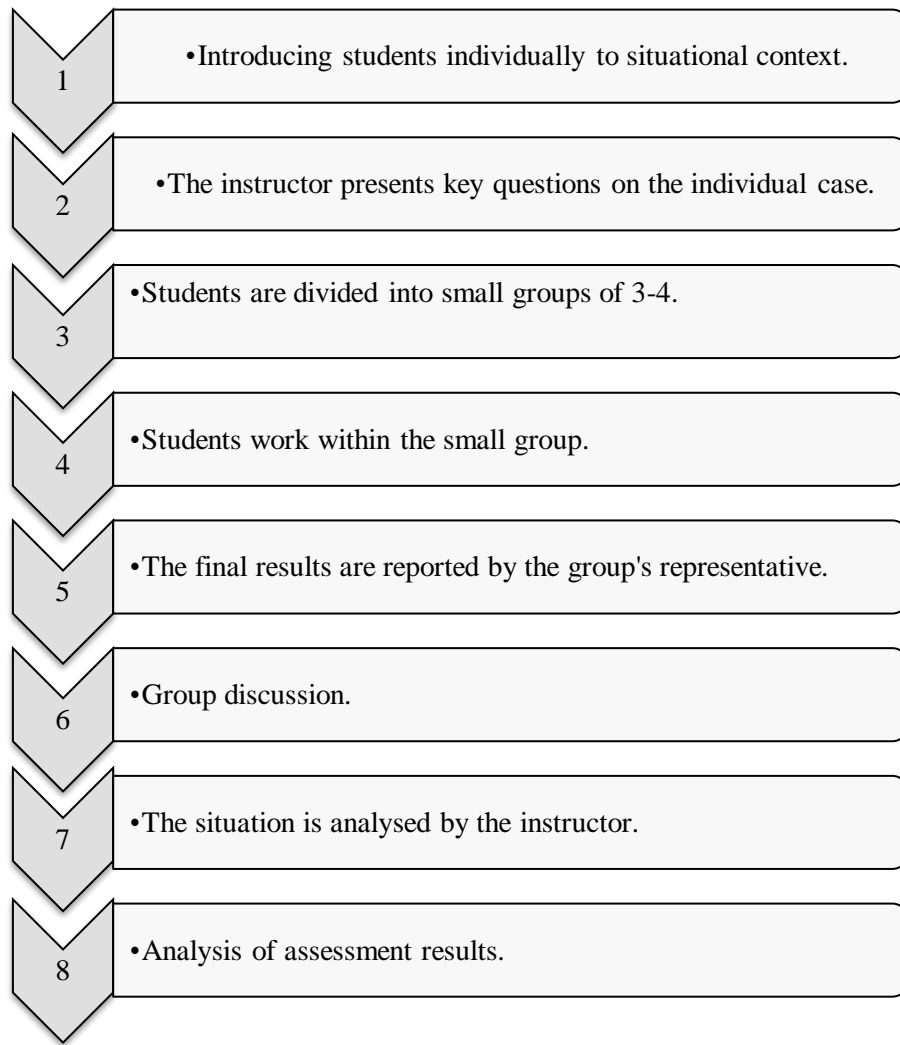 1
•Introducing students individually to situational context.
2
•The instructor presents key questions on the individual case.
3
•Students are divided into small groups of 3-4.
4
•Students work within the small group.
5
•The final results are reported by the group's representative.
6
•Group discussion.
7
•The situation is analysed by the instructor.
8
•Analysis of assessment results.